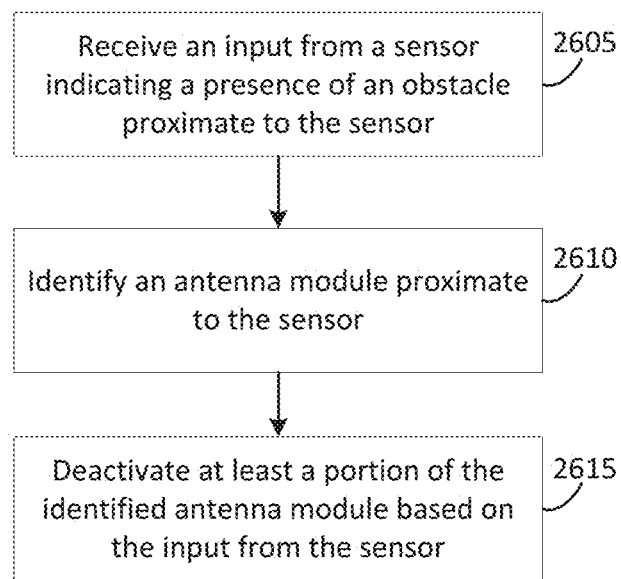 Receive an input from a sensor
indicating a presence of an obstacle
proximate to the sensor
2605
Identify an antenna module proximate
to the sensor
2610
Deactivate at least a portion of the
identified antenna module based on
the input from the sensor
2615